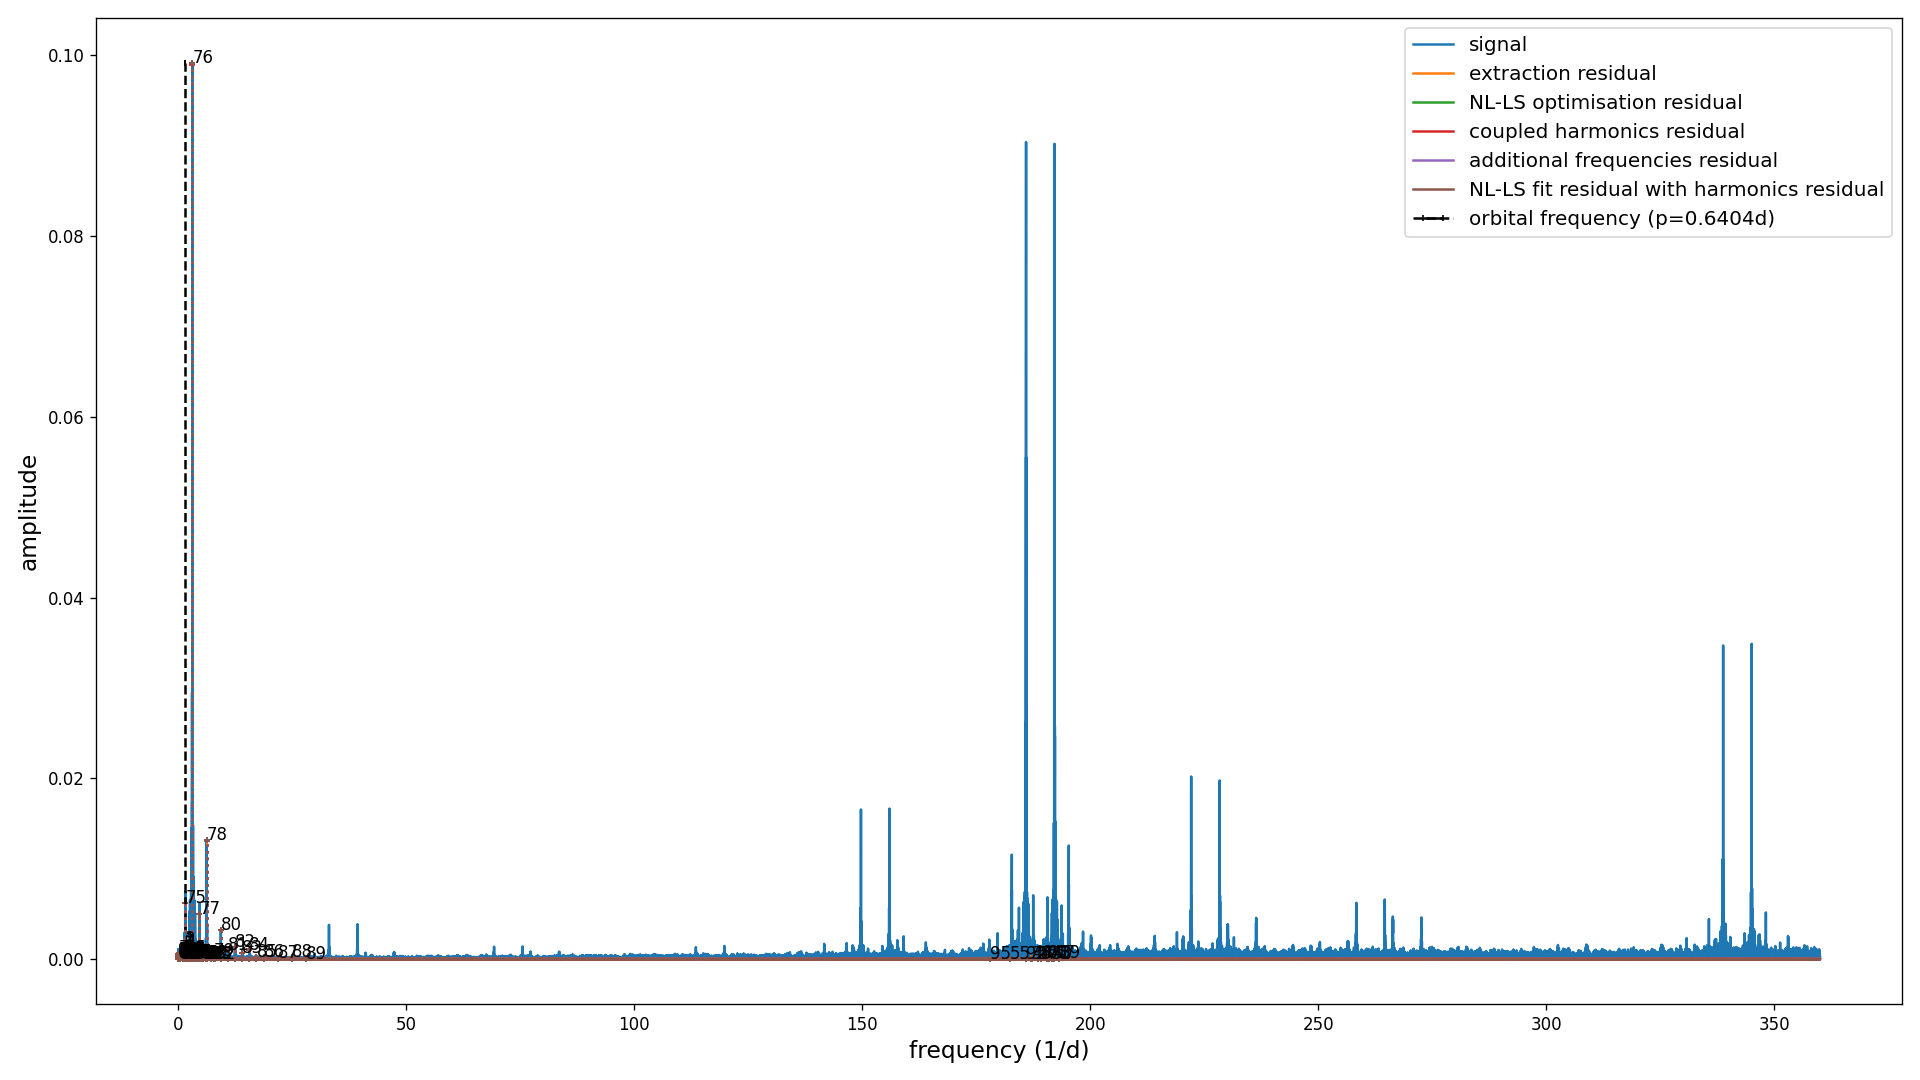 signal
extraction residual
NL-LS optimisation residual
coupled harmonics residual
additional frequencies residual
NL-LS fit residual with harmonics residual
orbital frequency (p=0.6404d)
amplitude
0.10
0.08
0.06
0.04
0.02
0.00
76
78
75
77
80
89
0
50
100
150
200
250
300
350
frequency (1/d)